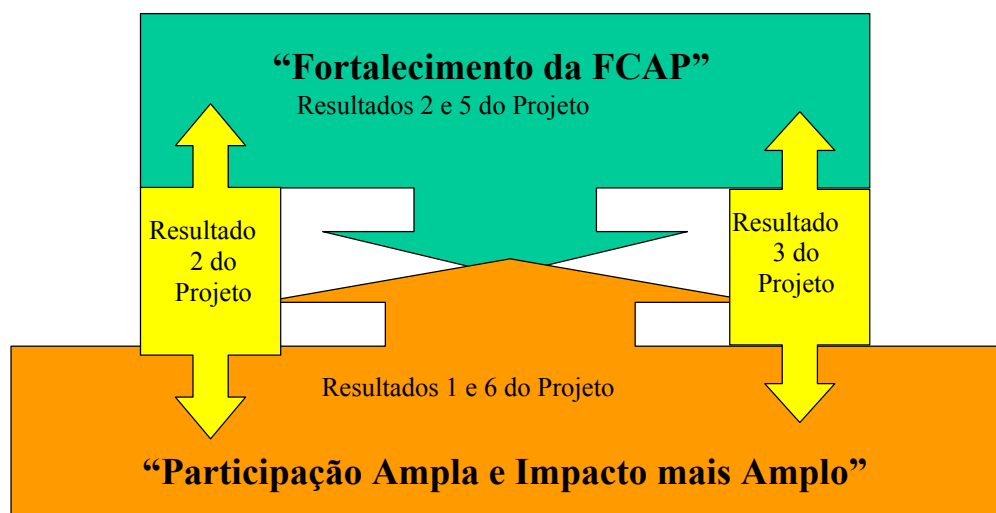 “Fortalecimento da FCAP”
Resultados 2 e 5 do Projeto
Resultado
2 do
Projeto
Resultado
3 do
Projeto
Resultados 1 e 6 do Projeto
“Participação Ampla e Impacto mais Amplo”